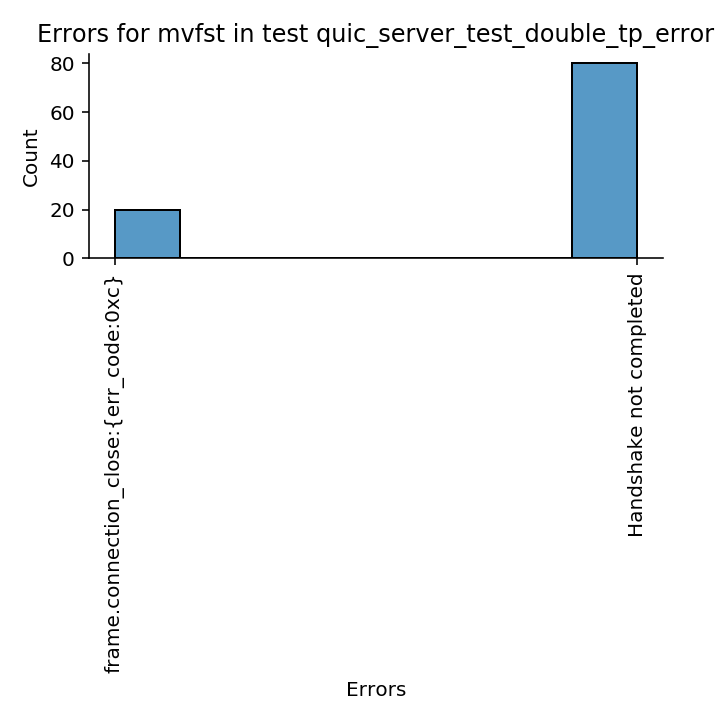 Errors for mvfst in test quic_server_test_double_tp_error
80
60
40
20
0
Count
frame.connection_close:{err_code:0xc}
Handshake not completed
Errors